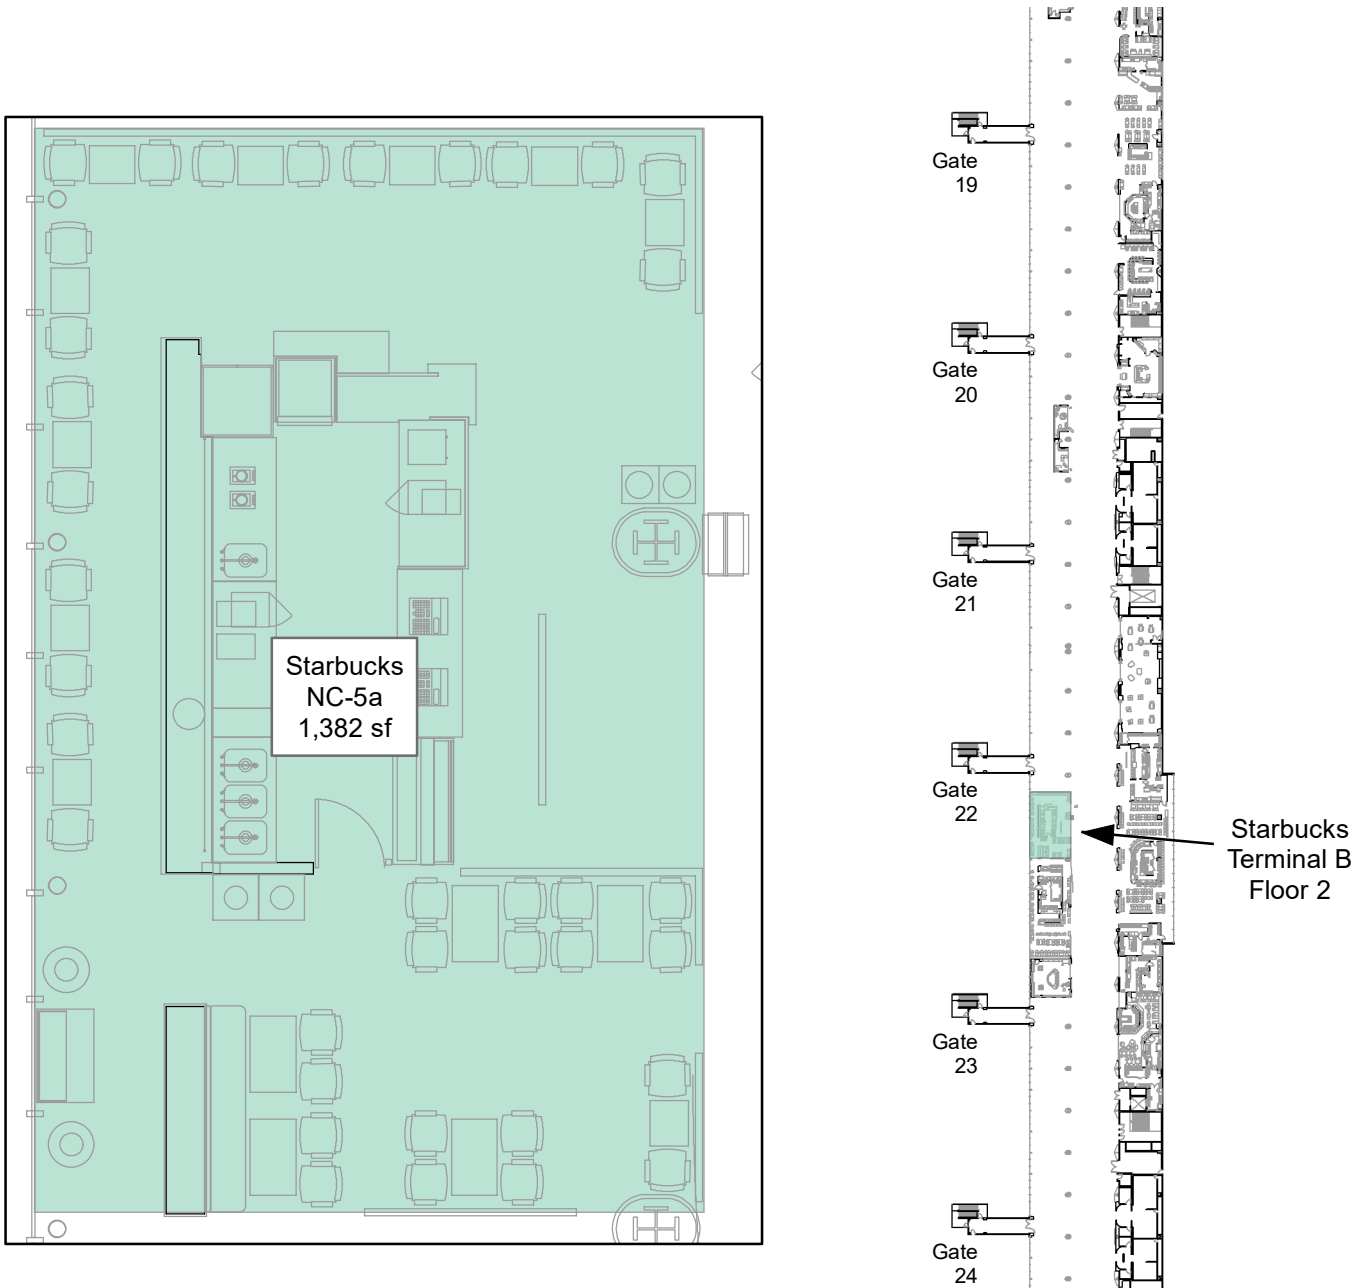 Starbucks
NC-5a
1,382 sf
Gate
19
Gate
20
Gate
21
Gate
22
Starbucks
Terminal B
Floor 2
Gate
23
Gate
24